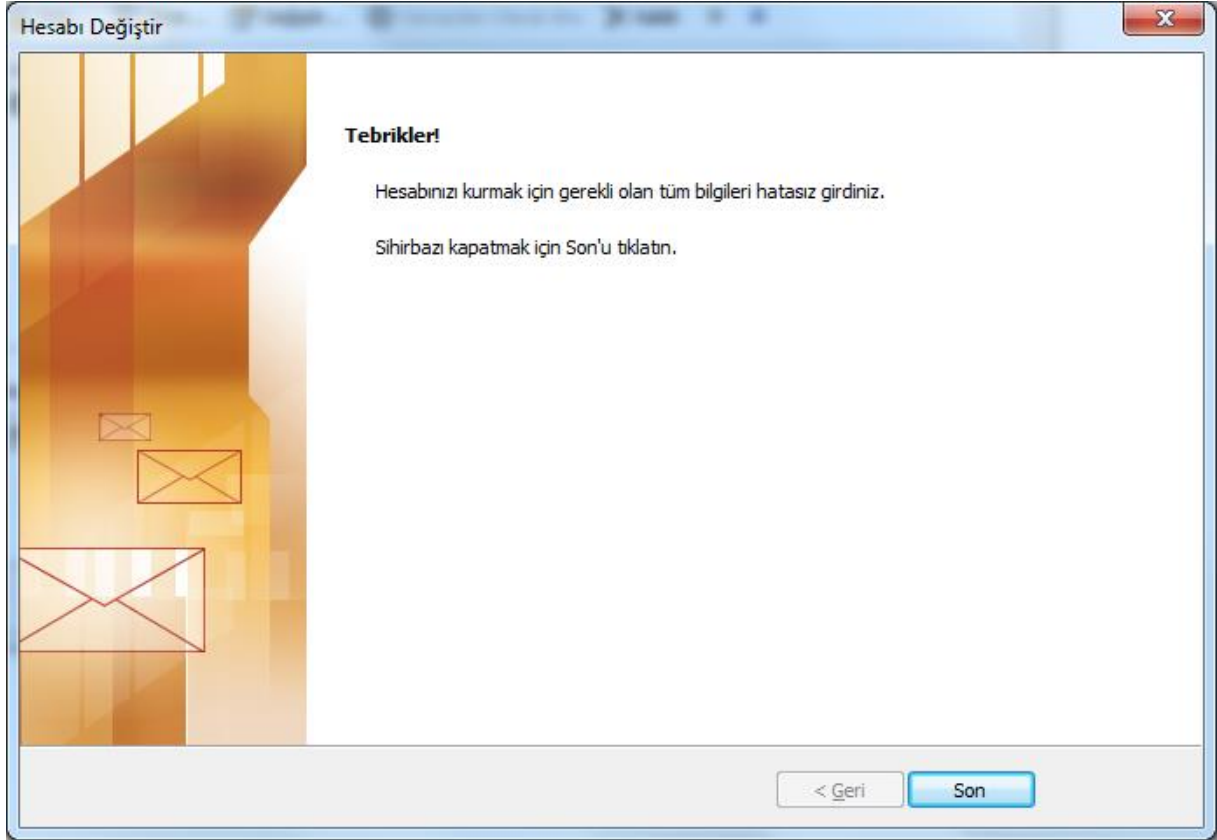 Hesabı Değiştir
Tebrikler!
Hesabınızı kurmak için gerekli olan tüm bilgileri hatasız girdiniz.
Sihirbazı kapatmak için Son'u tıklatın.
< Geri
Son